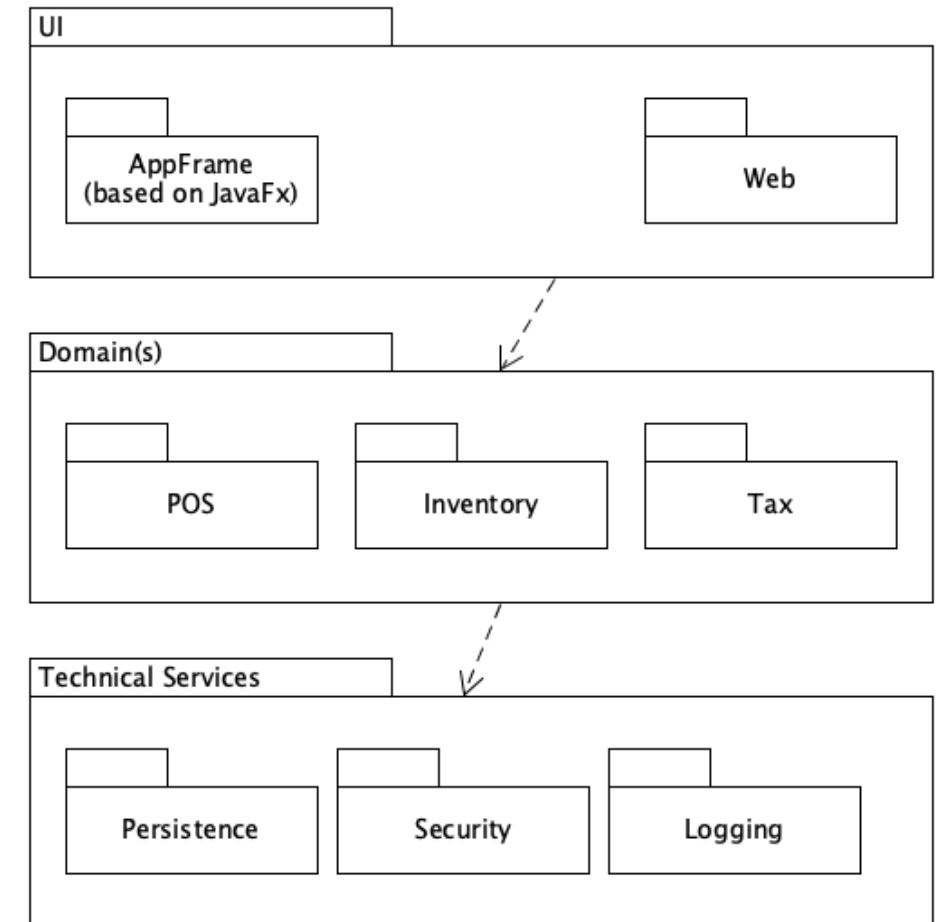 UI
AppFrame
(based on JavaFx)
Web
Domain(s)
POS
Inventory
Tax
Technical Services
Persistence
Security
Logging